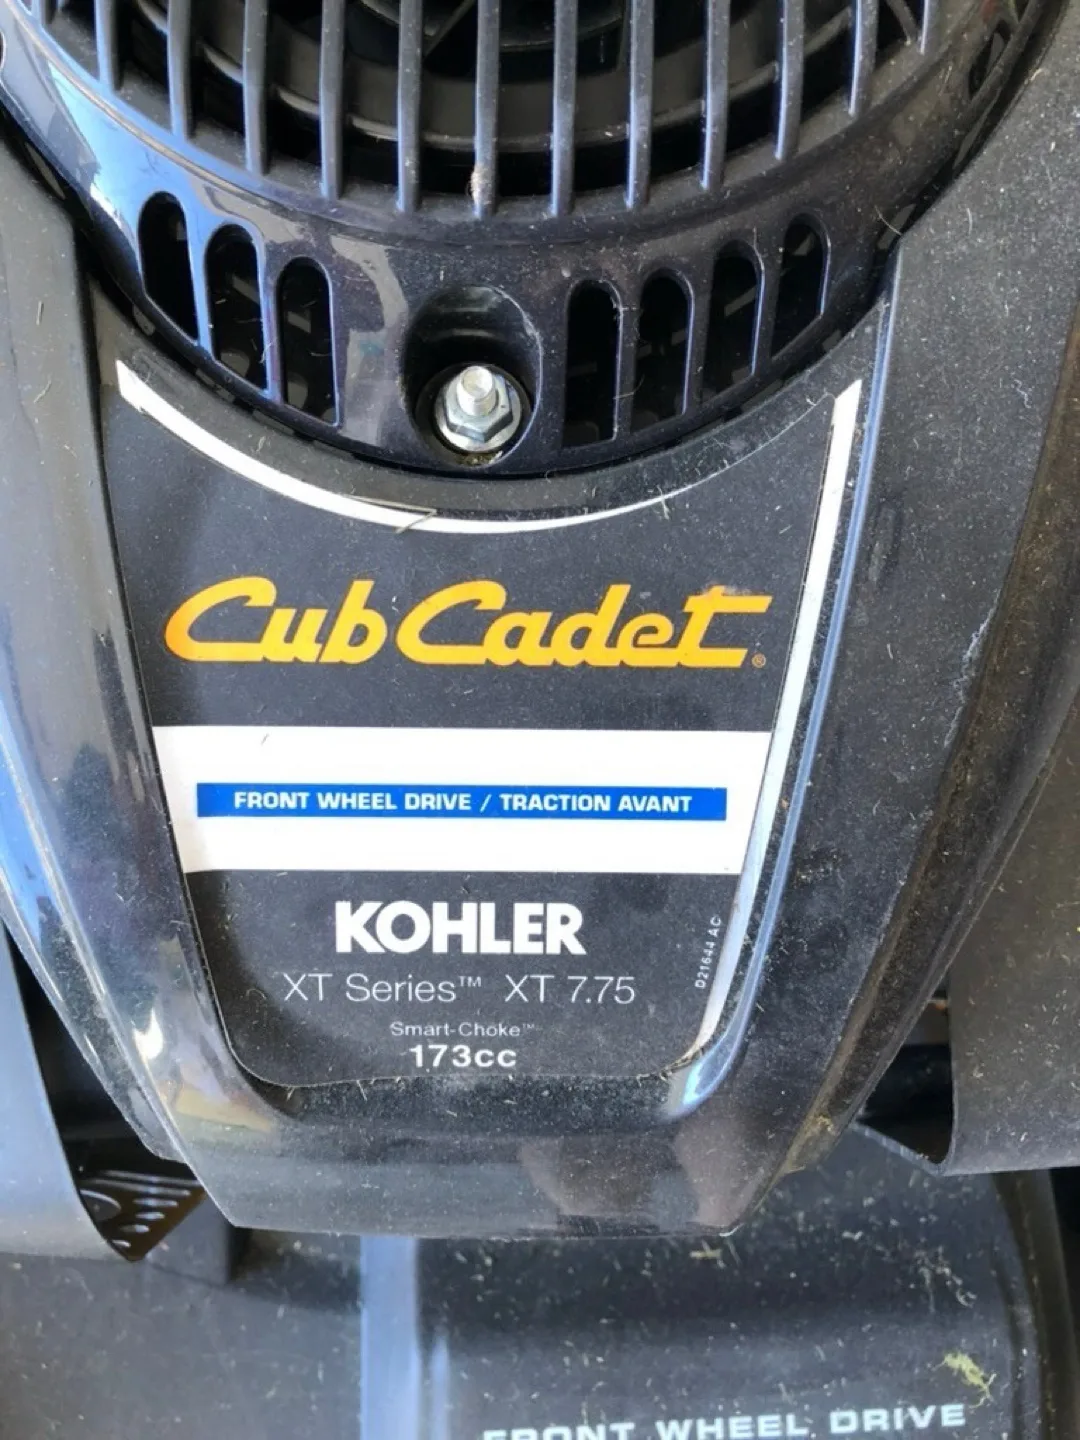 Cub Cadet®
FRONT WHEEL DRIVE / TRACTION AVANT
KOHLER
XT Series™ XT 7.75
Smart-Choke™
173cc
D21644 AC
FRONT WHEEL DRIVE